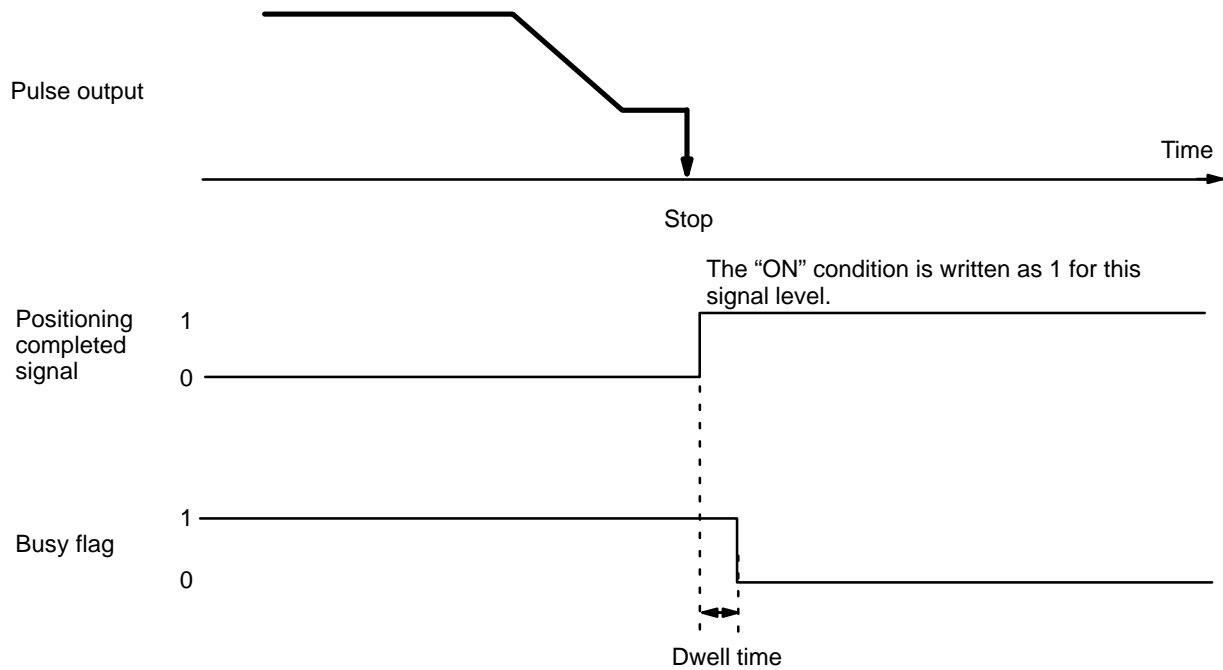 Pulse output
Time
Stop
The “ON” condition is written as 1 for this
signal level.
Positioning
completed
signal
1
0
Busy flag
1
0
Dwell time